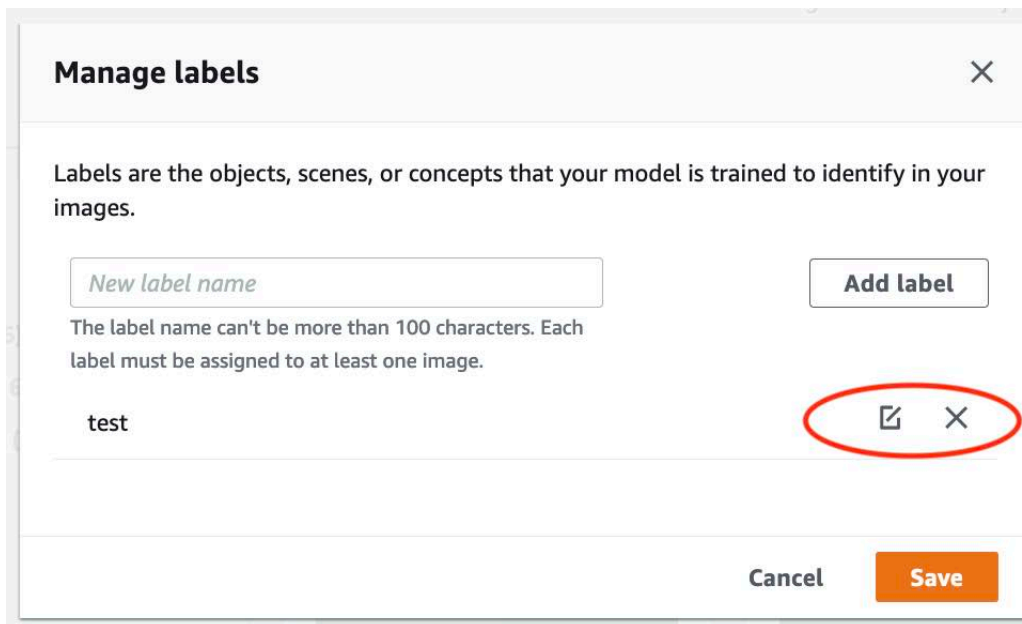 Manage labels
Labels are the objects, scenes, or concepts that your model is trained to identify in your
images.
New label name
Add label
The label name can't be more than 100 characters. Each
label must be assigned to at least one image.
test
Cancel
Save